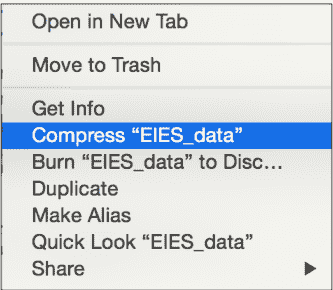 Open in New Tab
Move to Trash
Get Info
Compress “EIES_data”
Burn “EIES_data” to Disc...
Duplicate
Make Alias
Quick Look “EIES_data”
Share